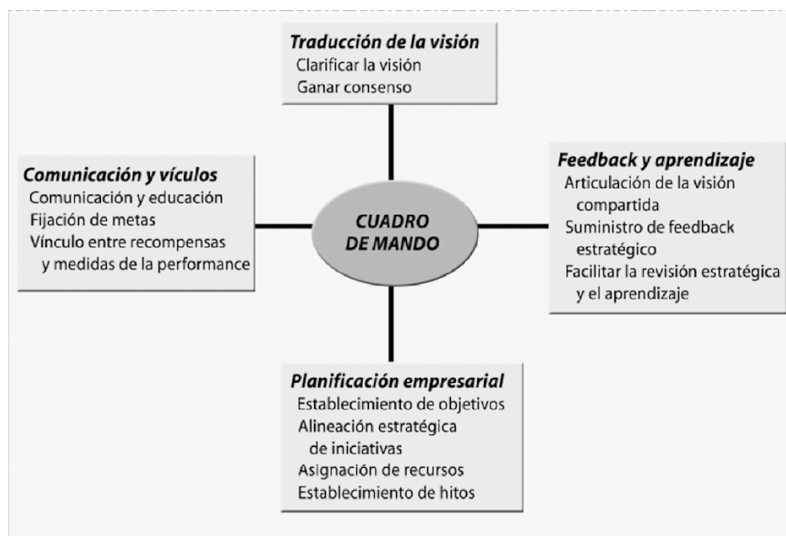 Traducción de la visión
Clarificar la visión
Ganar consenso
Comunicación y vículos
Comunicación y educación
Fijación de metas
Vínculo entre recompensas
y medidas de la performance
CUADRO
DE MANDO
Feedback y aprendizaje
Articulación de la visión
compartida
Suministro de feedback
estratégico
Facilitar la revisión estratégica
y el aprendizaje
Planificación empresarial
Establecimiento de objetivos
Alineación estratégica
de iniciativas
Asignación de recursos
Establecimiento de hitos